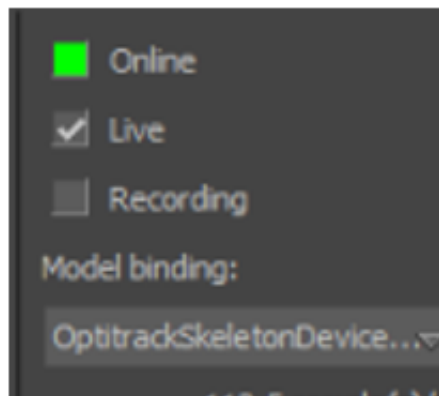 Online
Live
Recording
Model binding:
OptitrackSkeletonDevice...